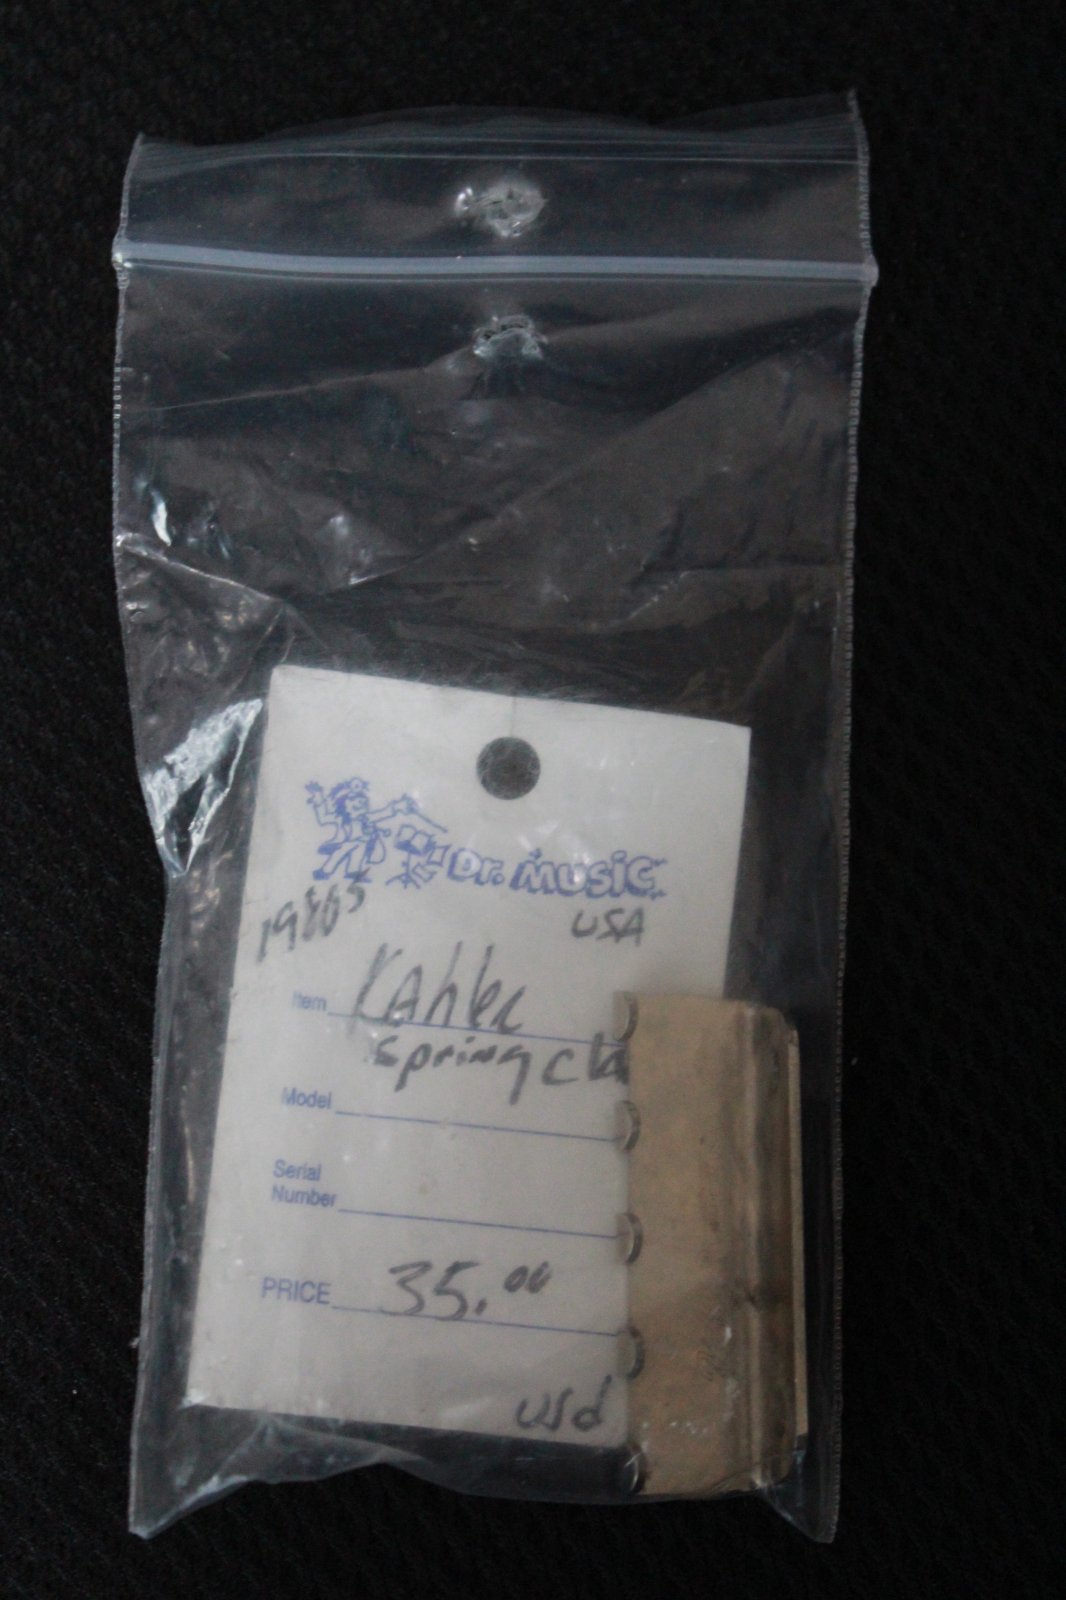 Dr. Music
1980s
USA
Item Kahler
spring cla
Model
Serial
Number
PRICE 35.00
usd